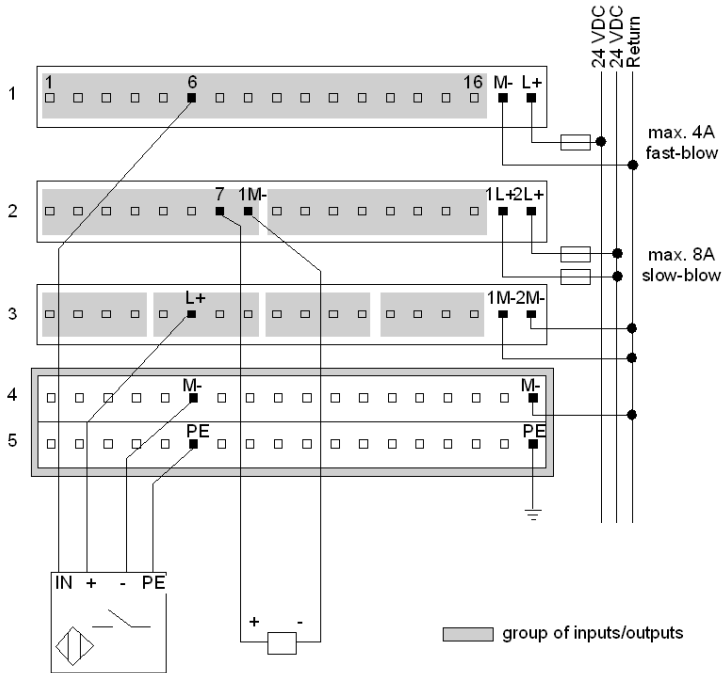 24 VDC
24 VDC
Return
1
1 6 16 M- L+
max. 4A
fast-blow
2
7 1M- 1L+2L+
max. 8A
slow-blow
3
L+ 1M-2M-
4
M- M-
5
PE PE
IN + - PE
+ -
group of inputs/outputs